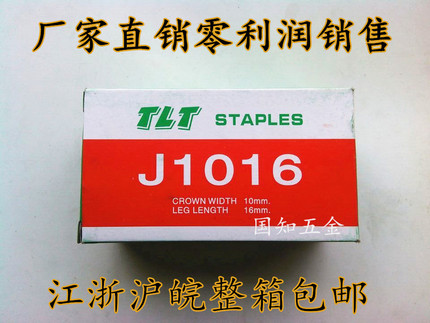 厂家直销零利润销售
TLT STAPLES
J1016
CROWN WIDTH 10mm.
LEG LENGTH 16mm.
国知五金
江浙沪皖整箱包邮